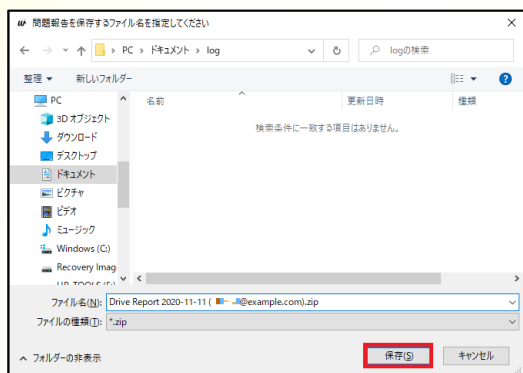 問題報告を保存するファイル名を指定してください
PC > ドキュメント > log
logの検索
整理 新しいフォルダー
名前 更新日時 種類
検索条件に一致する項目はありません。
PC
3D オブジェクト
ダウンロード
デスクトップ
ドキュメント
ピクチャ
ビデオ
ミュージック
Windows (C:)
Recovery Imag
ファイル名(N): Drive Report 2020-11-11 ( @example.com).zip
ファイルの種類(T): *.zip
フォルダーの非表示 保存(S) キャンセル